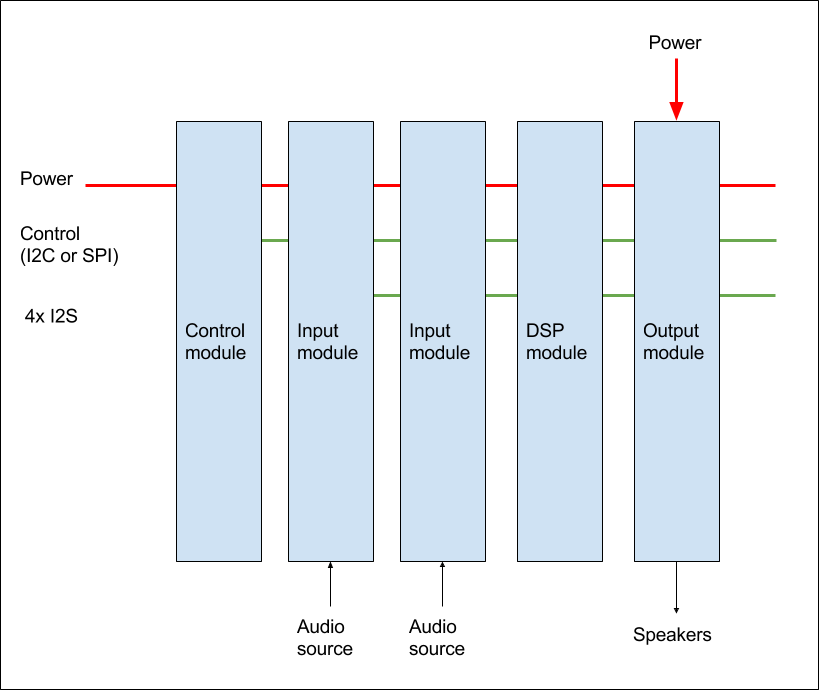 Power
Power
Control
(I2C or SPI)
4x I2S
Control
module
Input
module
Input
module
DSP
module
Output
module
Audio
source
Audio
source
Speakers